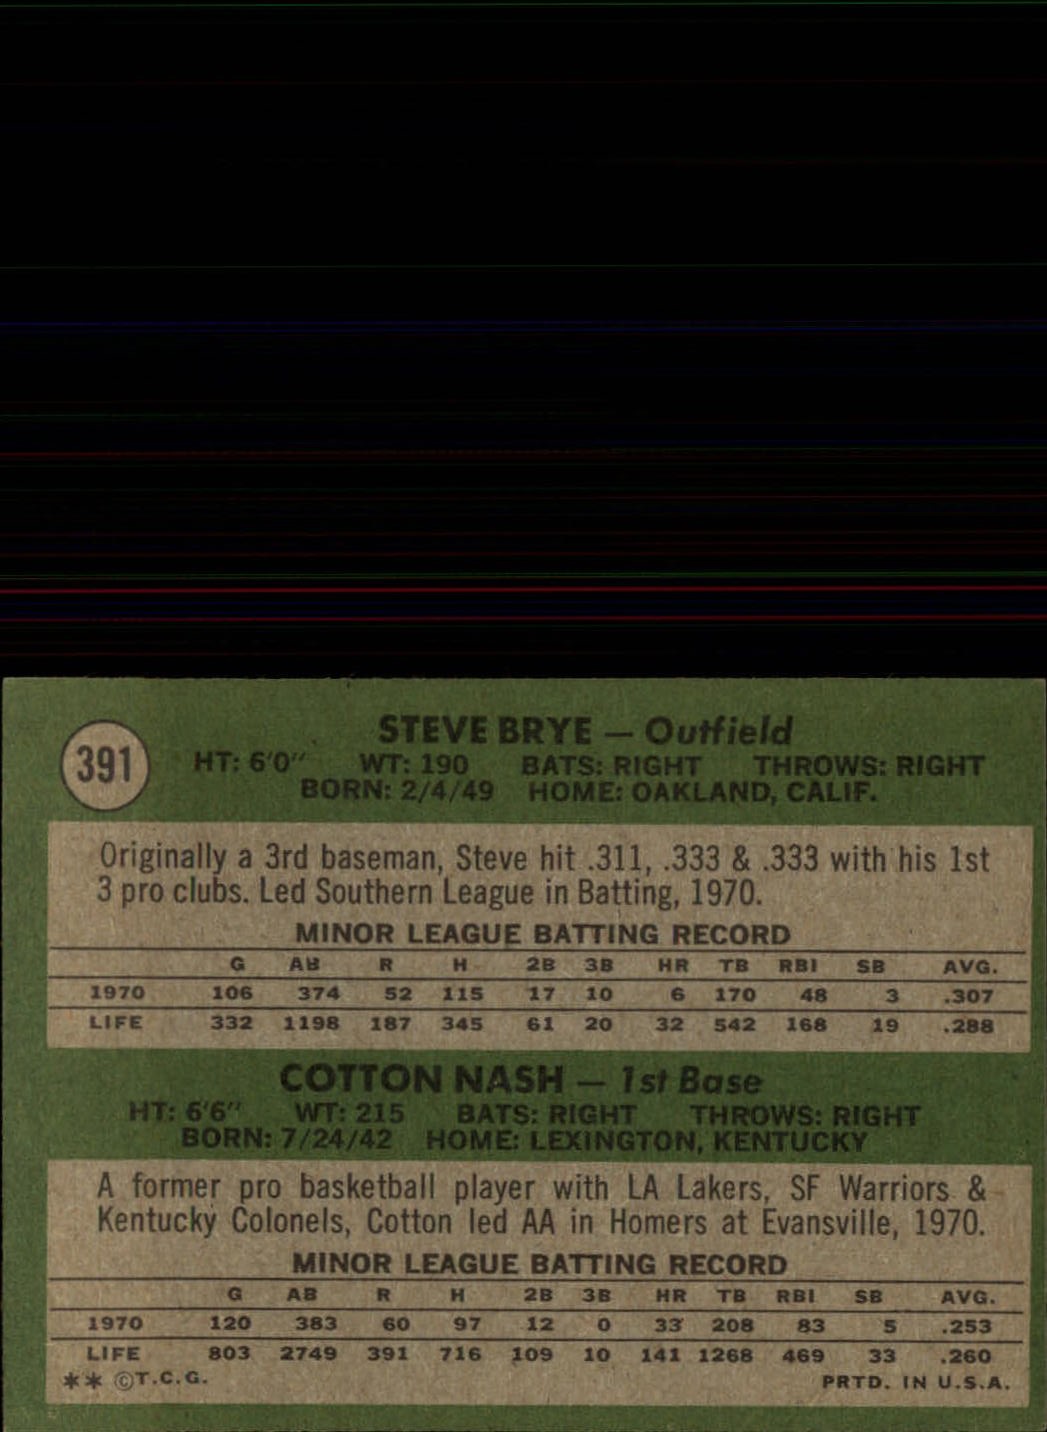 391
STEVE BRYE — Outfield
HT: 6'0" WT: 190 BATS: RIGHT THROWS: RIGHT
BORN: 2/4/49 HOME: OAKLAND, CALIF.
Originally a 3rd baseman, Steve hit .311, .333 & .333 with his 1st
3 pro clubs. Led Southern League in Batting, 1970.
MINOR LEAGUE BATTING RECORD
G AB R H 2B 3B HR TB RBI SB AVG.
1970 106 374 52 115 17 10 6 170 48 3 .307
LIFE 332 1198 187 345 61 20 32 542 168 19 .288
COTTON NASH — 1st Base
HT: 6'6" WT: 215 BATS: RIGHT THROWS: RIGHT
BORN: 7/24/42 HOME: LEXINGTON, KENTUCKY
A former pro basketball player with LA Lakers, SF Warriors &
Kentucky Colonels, Cotton led AA in Homers at Evansville, 1970.
MINOR LEAGUE BATTING RECORD
G AB R H 2B 3B HR TB RBI SB AVG.
1970 120 383 60 97 12 0 33 208 83 5 .253
LIFE 803 2749 391 716 109 10 141 1268 469 33 .260
** ©T.C.G. PRTD. IN U.S.A.